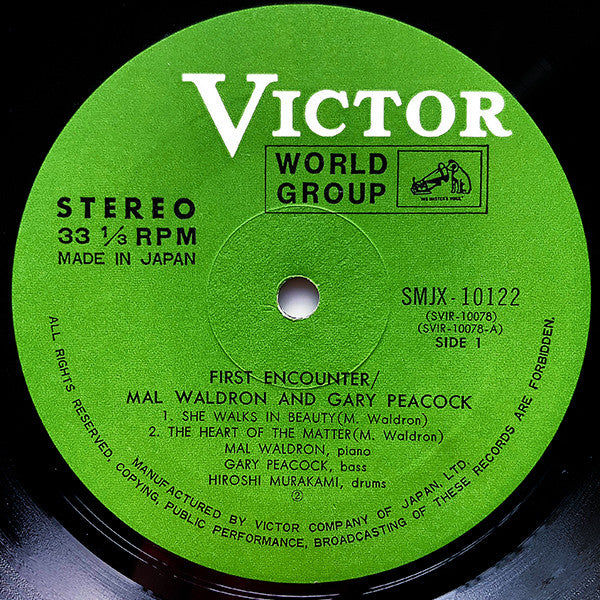 VICTOR
WORLD
GROUP
"HIS MASTER'S VOICE"
STEREO
33 1/3 RPM
MADE IN JAPAN
SMJX-10122
(SVIR-10078)
(SVIR-10078-A)
SIDE 1
FIRST ENCOUNTER/
MAL WALDRON AND GARY PEACOCK
1. SHE WALKS IN BEAUTY(M. Waldron)
2. THE HEART OF THE MATTER(M. Waldron)
MAL WALDRON, piano
GARY PEACOCK, bass
HIROSHI MURAKAMI, drums
②
MANUFACTURED BY VICTOR COMPANY OF JAPAN, LTD.
ALL RIGHTS RESERVED. COPYING, PUBLIC PERFORMANCE, BROADCASTING OF THESE RECORDS ARE FORBIDDEN.